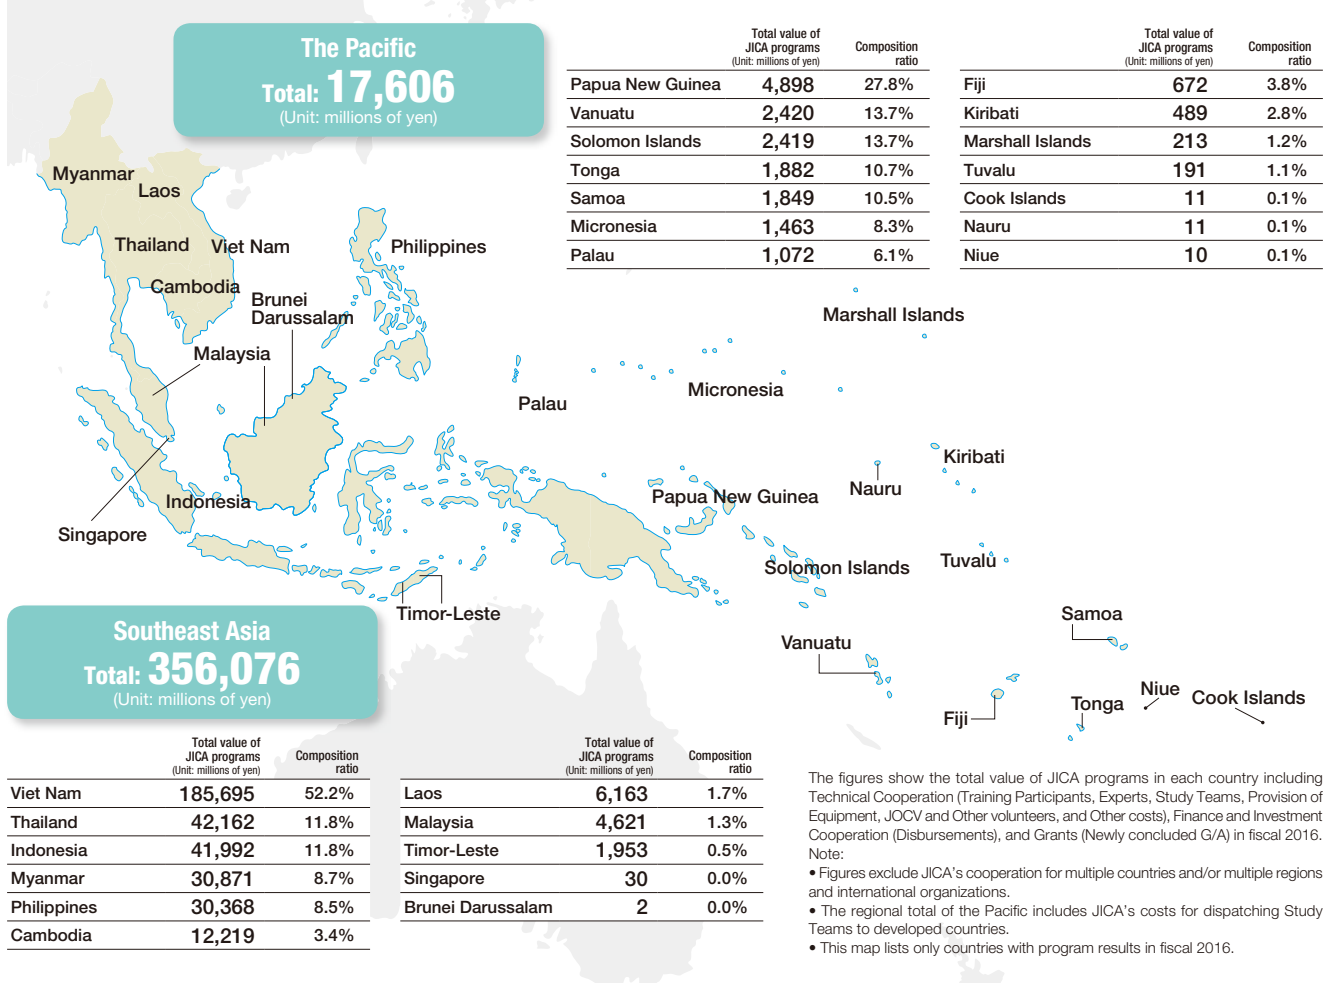 The Pacific
Total: 17,606
(Unit: millions of yen)
Total value of
JICA programs
(Unit: millions of yen)
Composition
ratio
Papua New Guinea 4,898 27.8%
Vanuatu 2,420 13.7%
Solomon Islands 2,419 13.7%
Tonga 1,882 10.7%
Samoa 1,849 10.5%
Micronesia 1,463 8.3%
Palau 1,072 6.1%
Total value of
JICA programs
(Unit: millions of yen)
Composition
ratio
Fiji 672 3.8%
Kiribati 489 2.8%
Marshall Islands 213 1.2%
Tuvalu 191 1.1%
Cook Islands 11 0.1%
Nauru 11 0.1%
Niue 10 0.1%
Myanmar
Laos
Thailand
Viet Nam
Philippines
Cambodia
Brunei
Darussalam
Marshall Islands
Malaysia
Micronesia
Palau
Kiribati
Nauru
Papua New Guinea
Indonesia
Singapore
Solomon Islands
Tuvalu
Timor-Leste
Samoa
Vanuatu
Niue
Cook Islands
Tonga
Fiji
Southeast Asia
Total: 356,076
(Unit: millions of yen)
Total value of
JICA programs
(Unit: millions of yen)
Composition
ratio
Viet Nam 185,695 52.2%
Thailand 42,162 11.8%
Indonesia 41,992 11.8%
Myanmar 30,871 8.7%
Philippines 30,368 8.5%
Cambodia 12,219 3.4%
Total value of
JICA programs
(Unit: millions of yen)
Composition
ratio
Laos 6,163 1.7%
Malaysia 4,621 1.3%
Timor-Leste 1,953 0.5%
Singapore 30 0.0%
Brunei Darussalam 2 0.0%
The figures show the total value of JICA programs in each country including
Technical Cooperation (Training Participants, Experts, Study Teams, Provision of
Equipment, JOCV and Other volunteers, and Other costs), Finance and Investment
Cooperation (Disbursements), and Grants (Newly concluded G/A) in fiscal 2016.
Note:
• Figures exclude JICA's cooperation for multiple countries and/or multiple regions
and international organizations.
• The regional total of the Pacific includes JICA's costs for dispatching Study
Teams to developed countries.
• This map lists only countries with program results in fiscal 2016.